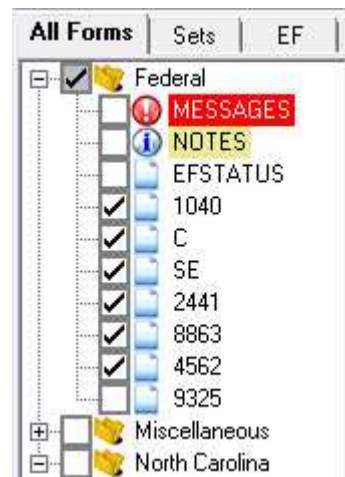 All Forms Sets EF
Federal
MESSAGES
NOTES
EFSTATUS
1040
C
SE
2441
8863
4562
9325
Miscellaneous
North Carolina